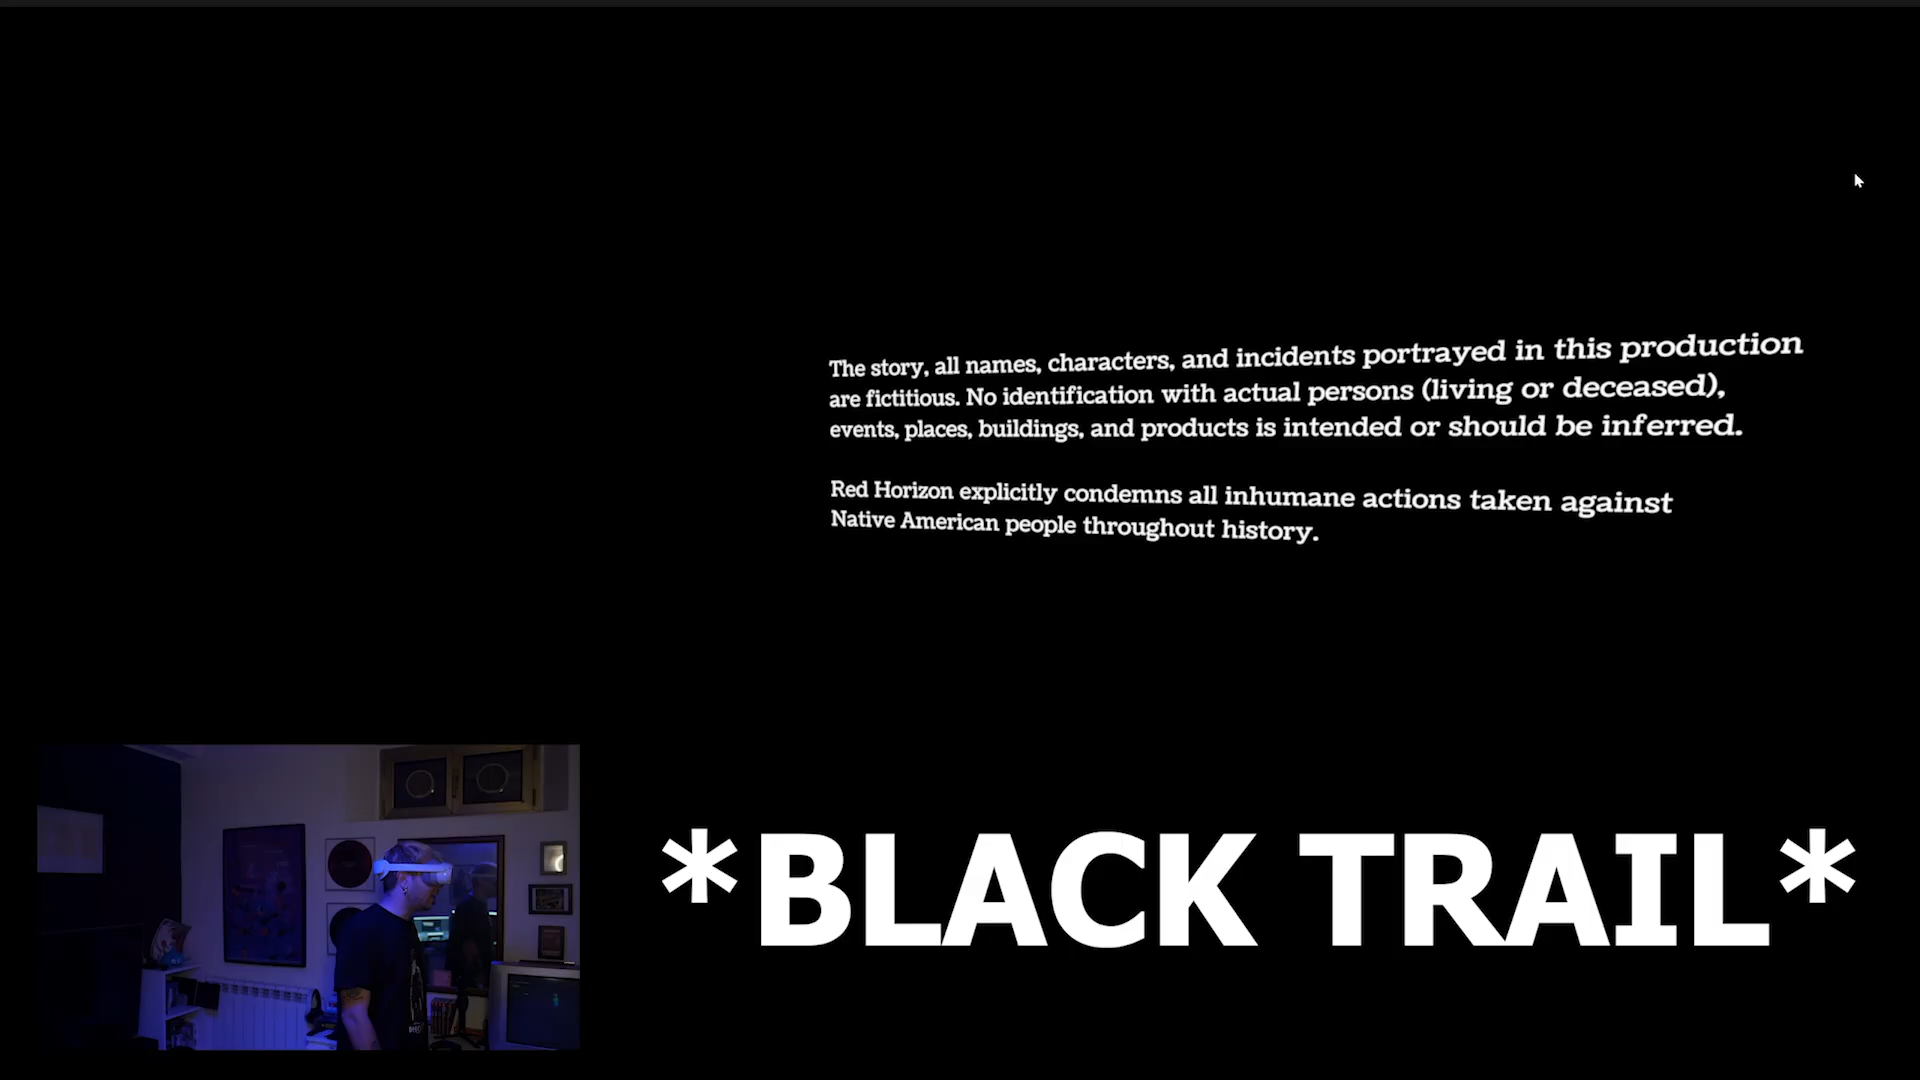 The story, all names, characters, and incidents portrayed in this production
are fictitious. No identification with actual persons (living or deceased),
events, places, buildings, and products is intended or should be inferred.
Red Horizon explicitly condemns all inhumane actions taken against
Native American people throughout history.
*BLACK TRAIL*